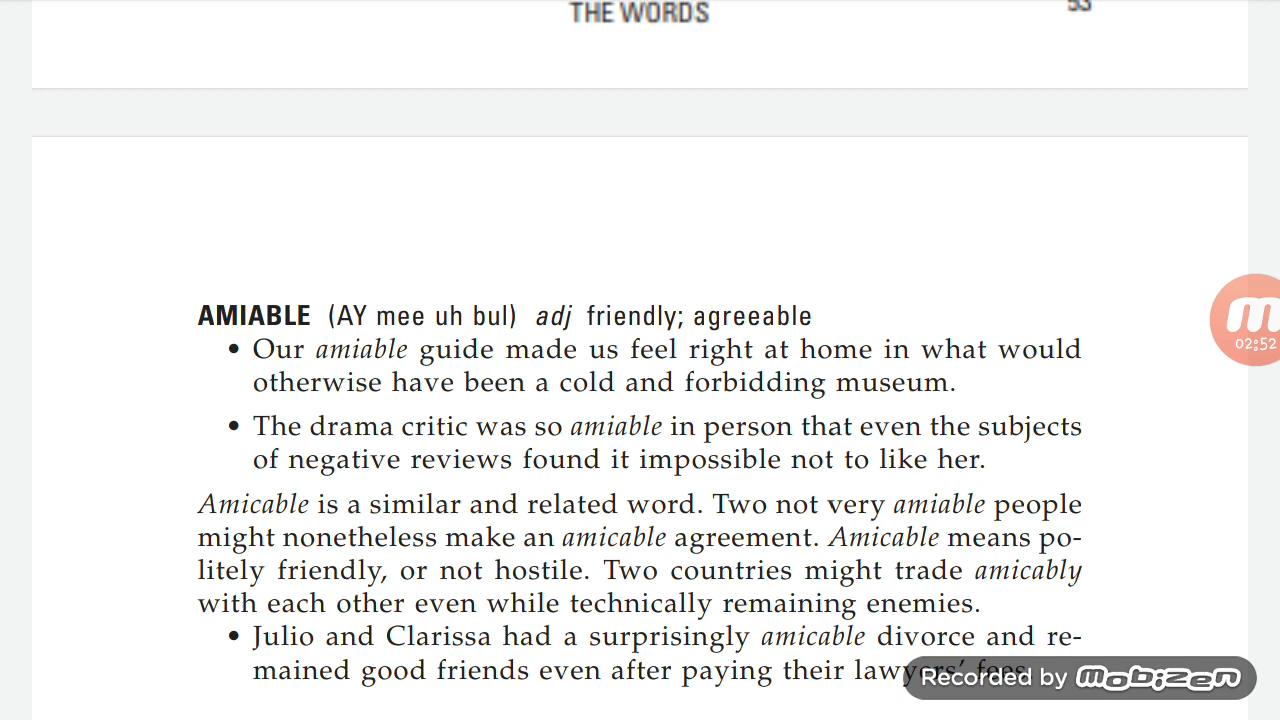 THE WORDS
53
AMIABLE (AY mee uh bul) adj friendly; agreeable
• Our amiable guide made us feel right at home in what would
otherwise have been a cold and forbidding museum.
• The drama critic was so amiable in person that even the subjects
of negative reviews found it impossible not to like her.
Amicable is a similar and related word. Two not very amiable people
might nonetheless make an amicable agreement. Amicable means po-
litely friendly, or not hostile. Two countries might trade amicably
with each other even while technically remaining enemies.
• Julio and Clarissa had a surprisingly amicable divorce and re-
mained good friends even after paying their lawyers' fees.
02:52
Recorded by mobizen